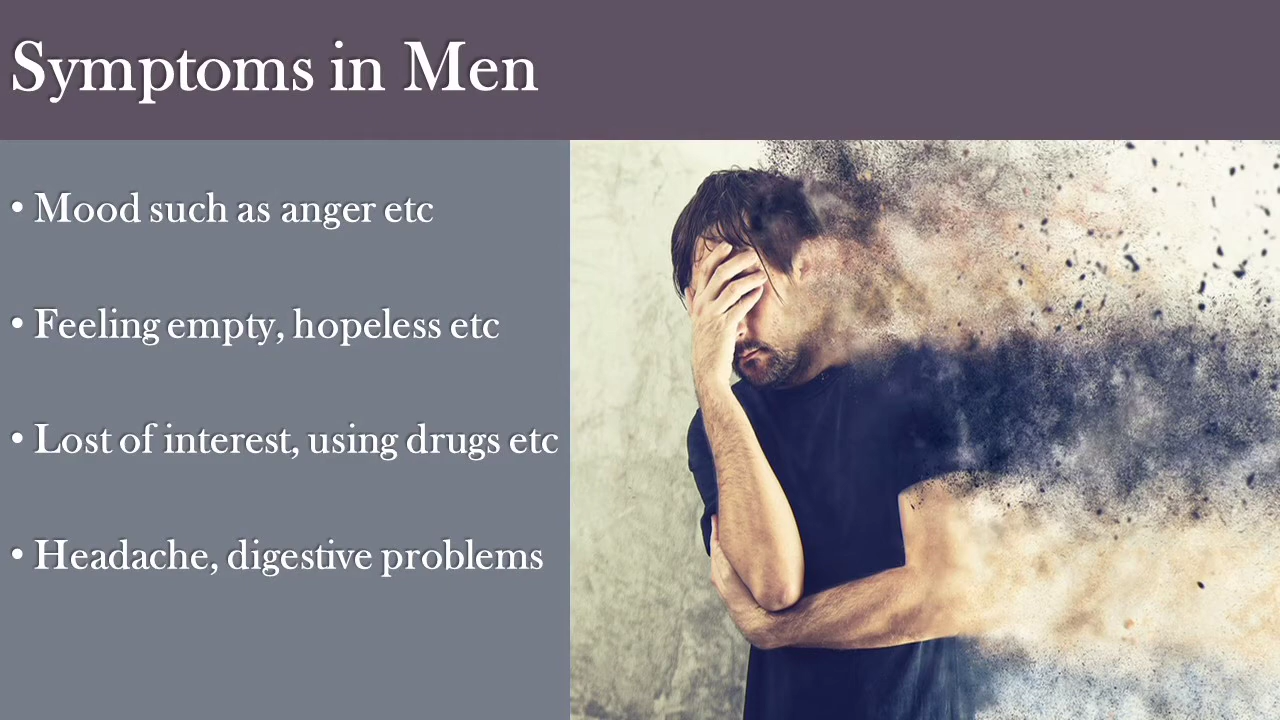 Symptoms in Men
• Mood such as anger etc
• Feeling empty, hopeless etc
• Lost of interest, using drugs etc
• Headache, digestive problems